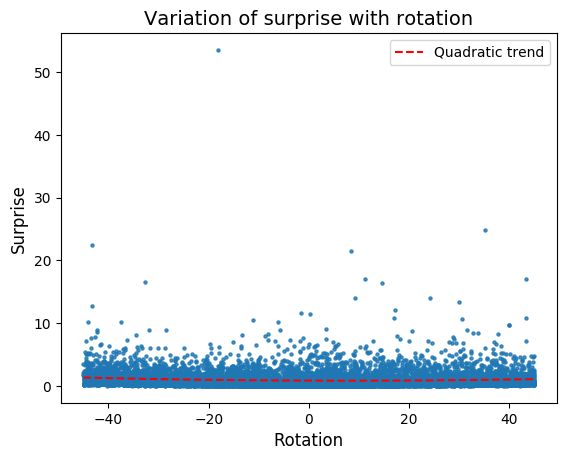 Variation of surprise with rotation
Quadratic trend
Surprise
50
40
30
20
10
0
−40
−20
0
20
40
Rotation